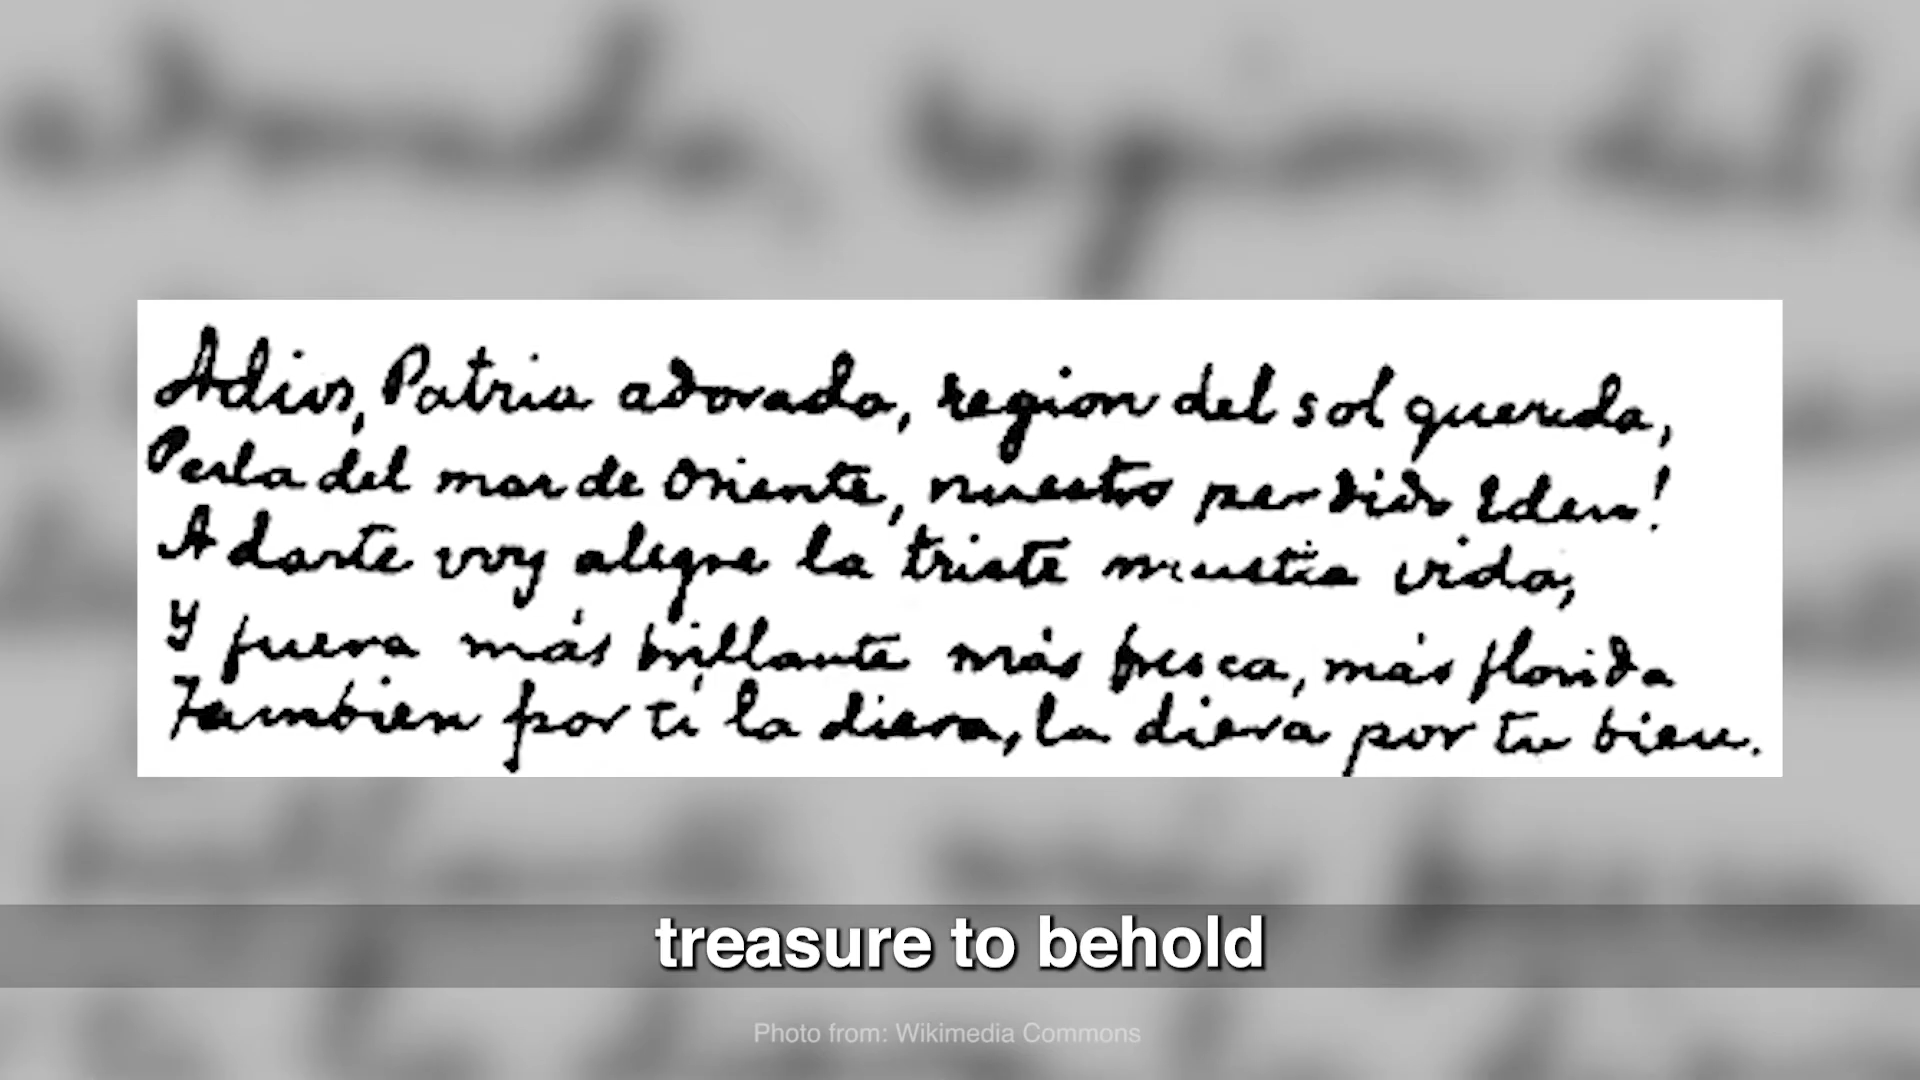 Adios, Patria adorada, region del sol querida,
Perla del mar de Oriente, nuestro perdido Eden!
A darte voy alegre la triste mustia vida,
Y fuera más brillante más fresca, más florida
Tambien por tí la diera, la diera por tu bien.
treasure to behold
Photo from: Wikimedia Commons